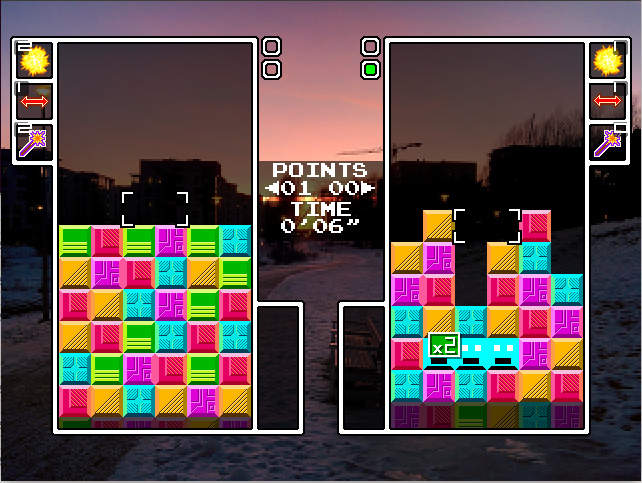 POINTS
◀01 00▶
TIME
0'06"
x2